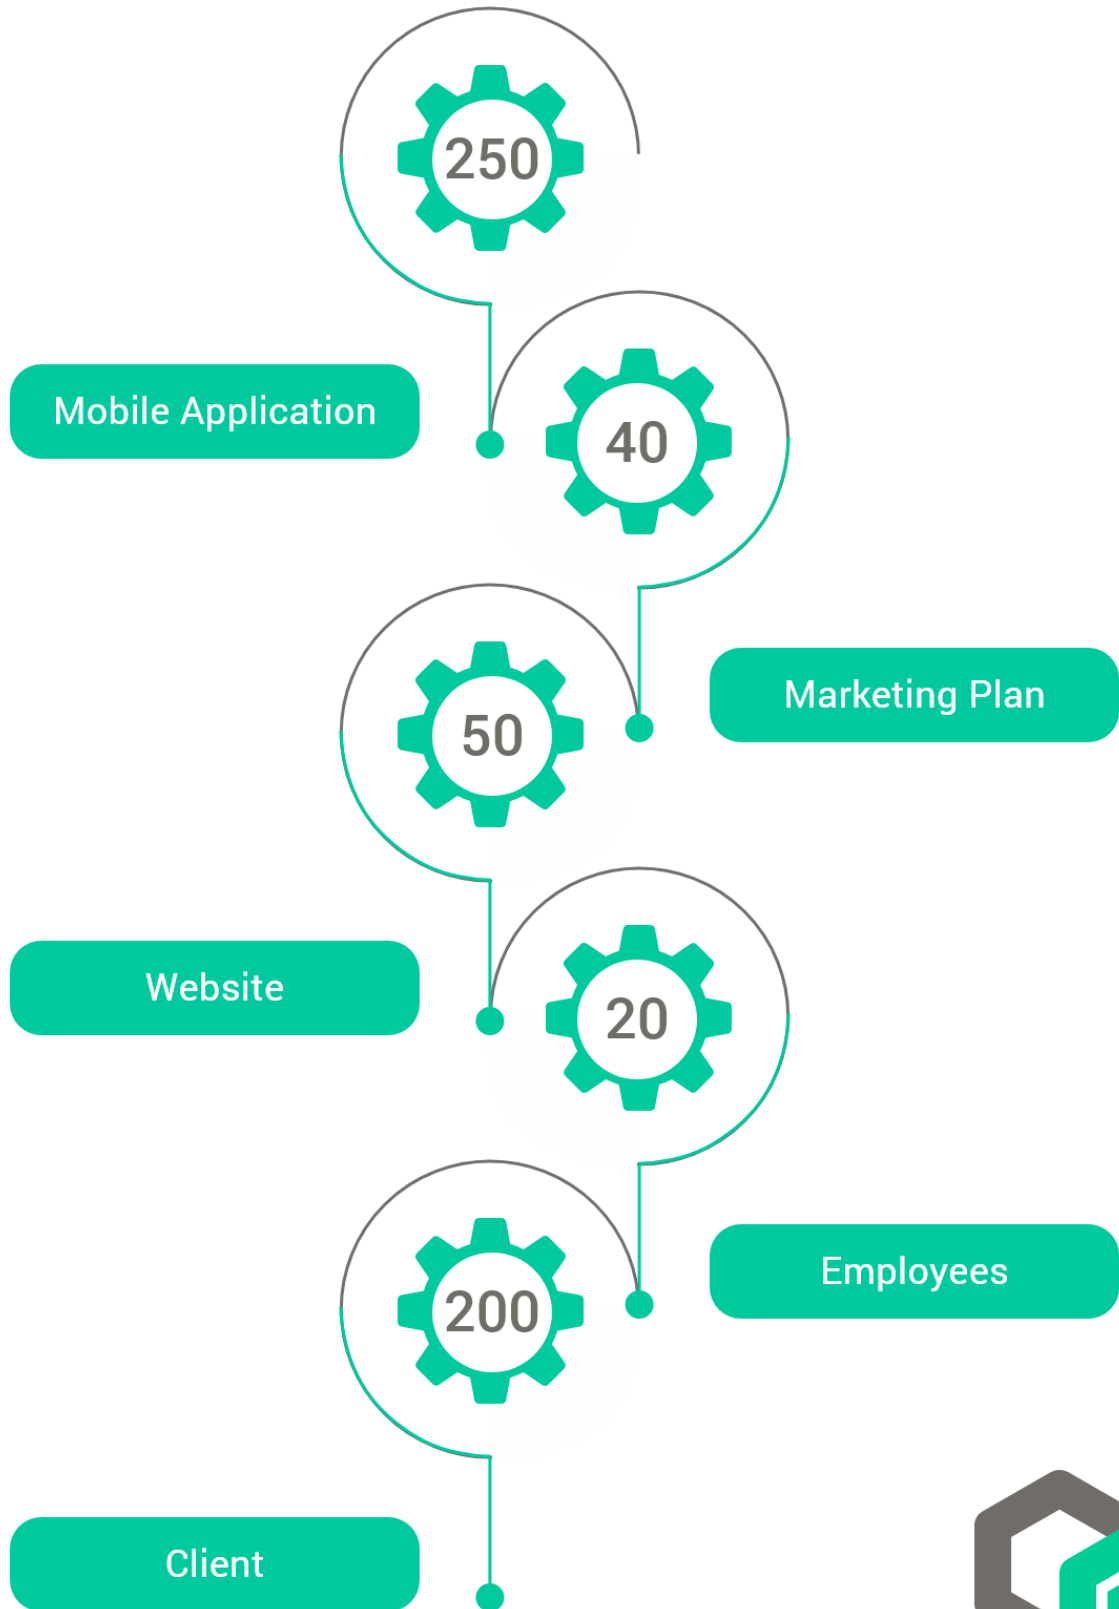 250
Mobile Application
40
Marketing Plan
50
Website
20
Employees
200
Client